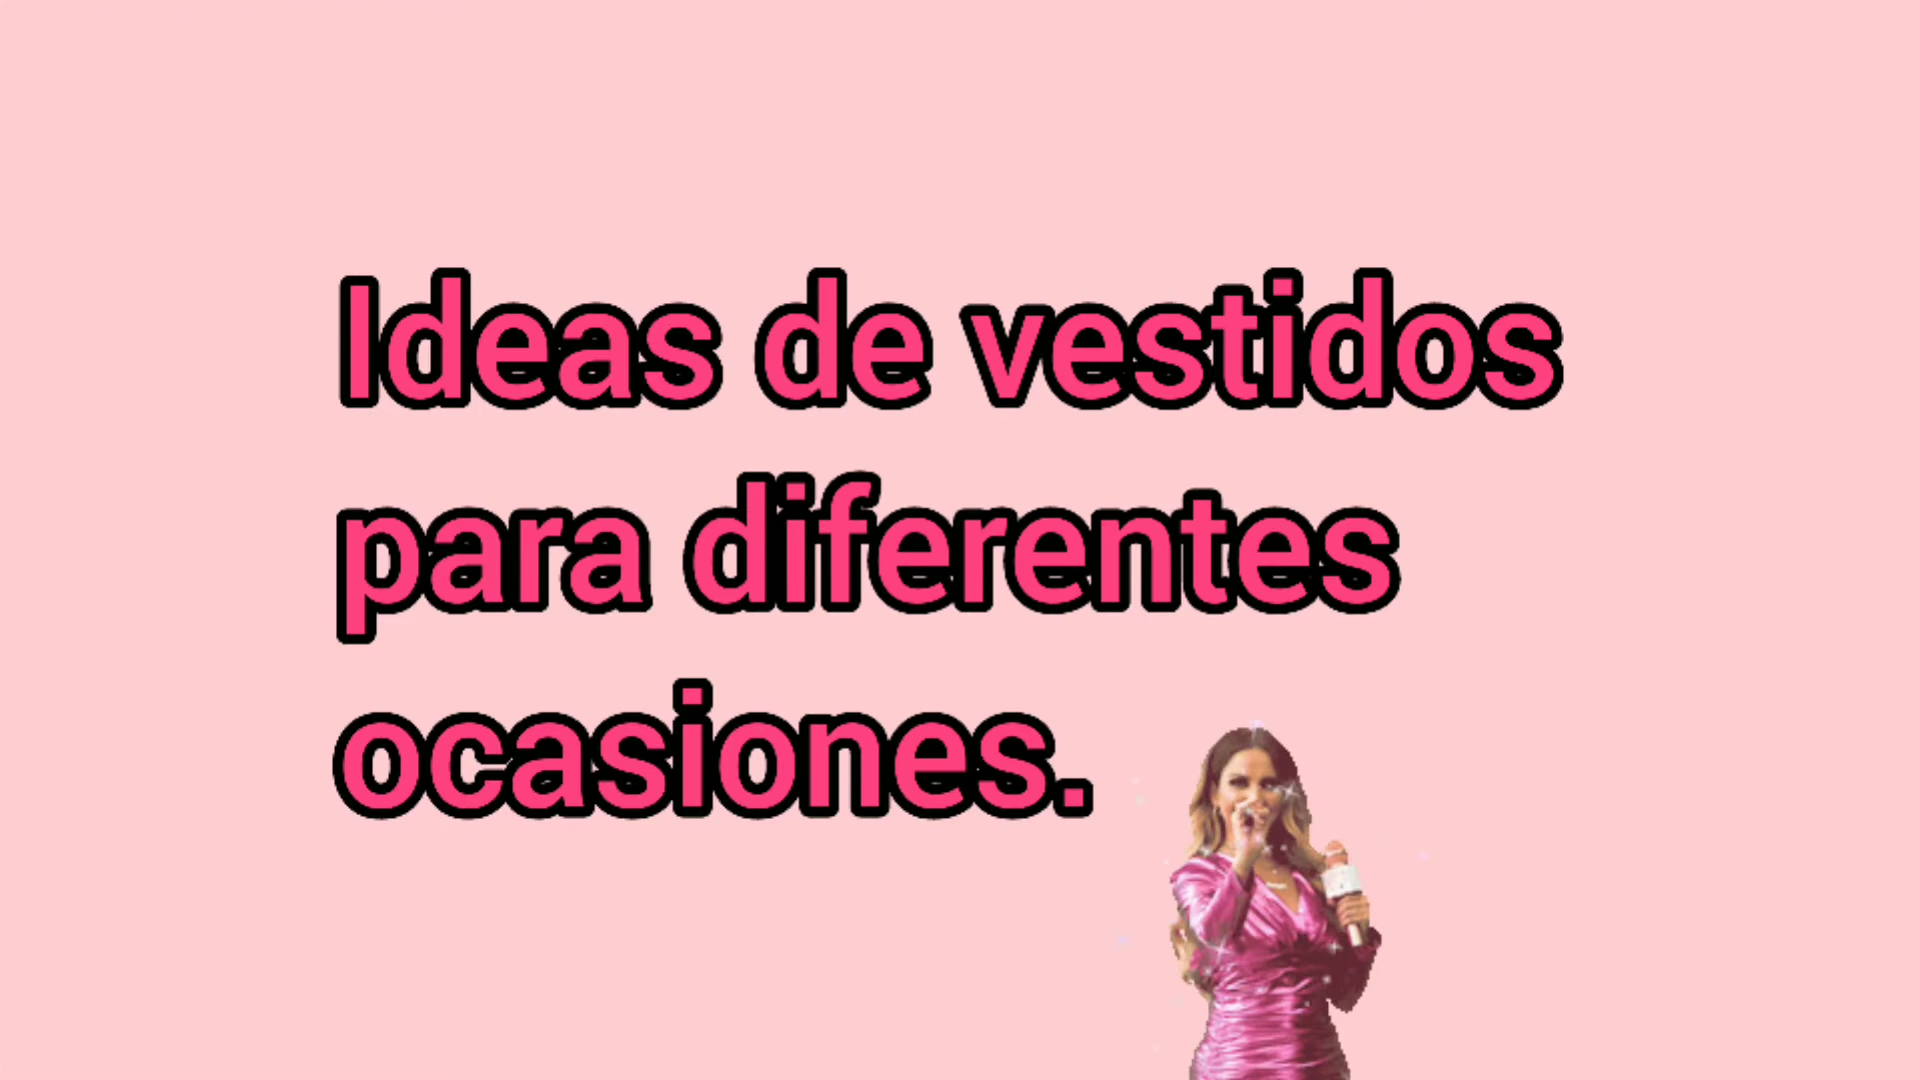 Ideas de vestidos
para diferentes
ocasiones.